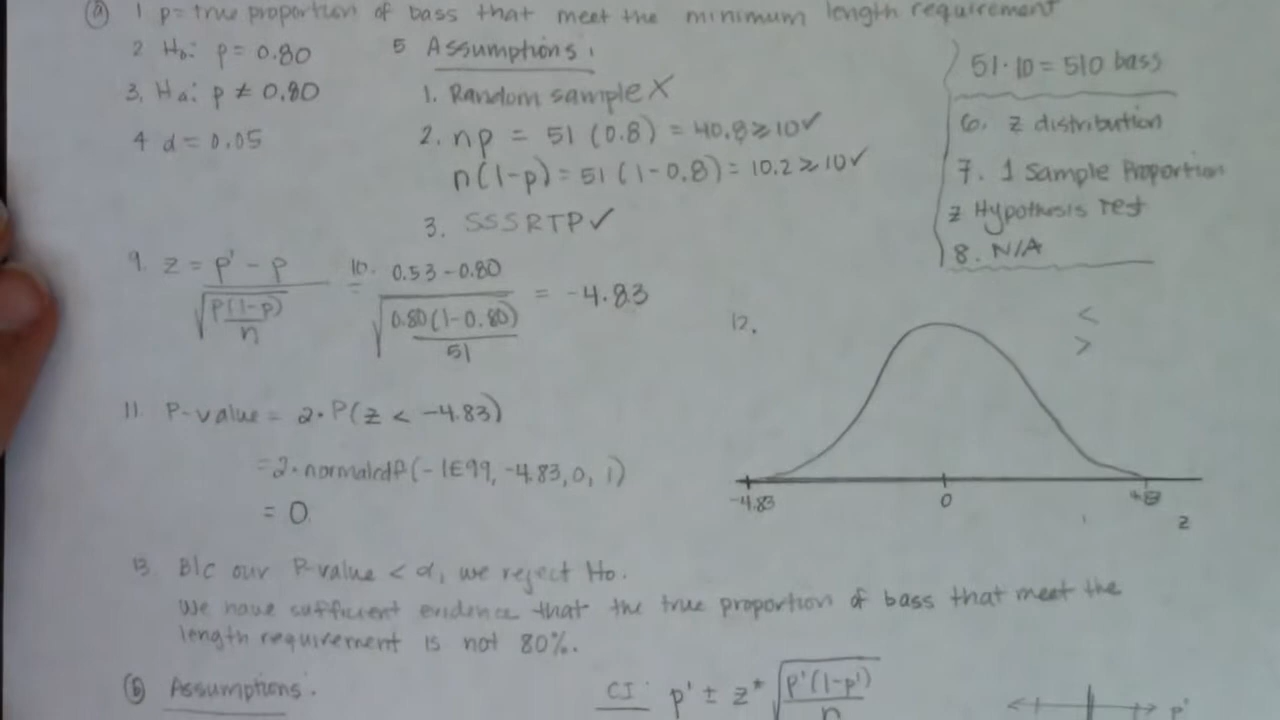 (a) 1 p= true proportion of bass that meet the minimum length requirement
2 Ho: p = 0.80
3. Ha: p ≠ 0.80
4 α = 0.05
5 Assumptions:
1. Random sample X
2. np = 51 (0.8) = 40.8 ≥ 10 ✓
n(1-p) = 51 (1-0.8) = 10.2 ≥ 10 ✓
3. SSSRTP ✓
51·10 = 510 bass
6. z distribution
7. 1 Sample Proportion
z Hypothesis Test
8. N/A
9. z = p' - p / √(p(1-p)/n) = 10. 0.53 - 0.80 / √(0.80(1-0.80)/51) = -4.83
11. P-value = 2·P(z < -4.83)
= 2·normalcdf(-1E99, -4.83, 0, 1)
= 0
12.
<
>
-4.83 0
z
13. B/c our P-value < α, we reject Ho.
We have sufficient evidence that the true proportion of bass that meet the
length requirement is not 80%.
(b) Assumptions:
CI: p' ± z* √(p'(1-p')/n)
p'